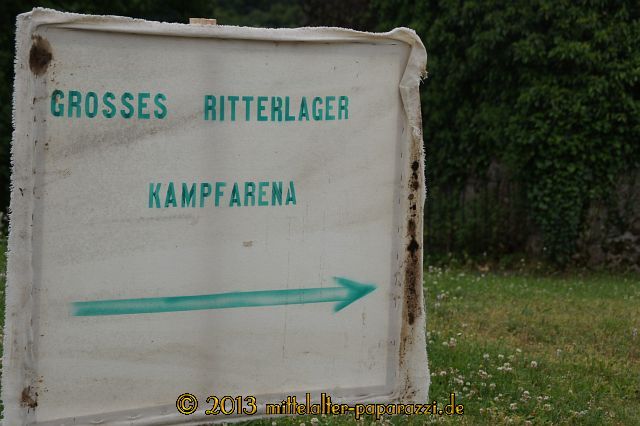 GROSSES RITTERLAGER
KAMPFARENA
© 2013 mittelalter-paparazzi.de